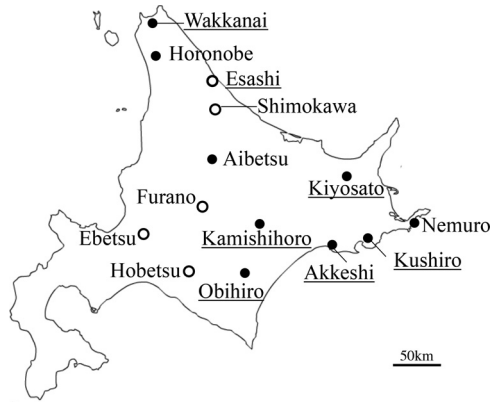 Wakkanai
Horonobe
Esashi
Shimokawa
Aibetsu
Kiyosato
Furano
Nemuro
Ebetsu
Kamishihoro
Kushiro
Hobetsu
Akkeshi
Obihiro
50km